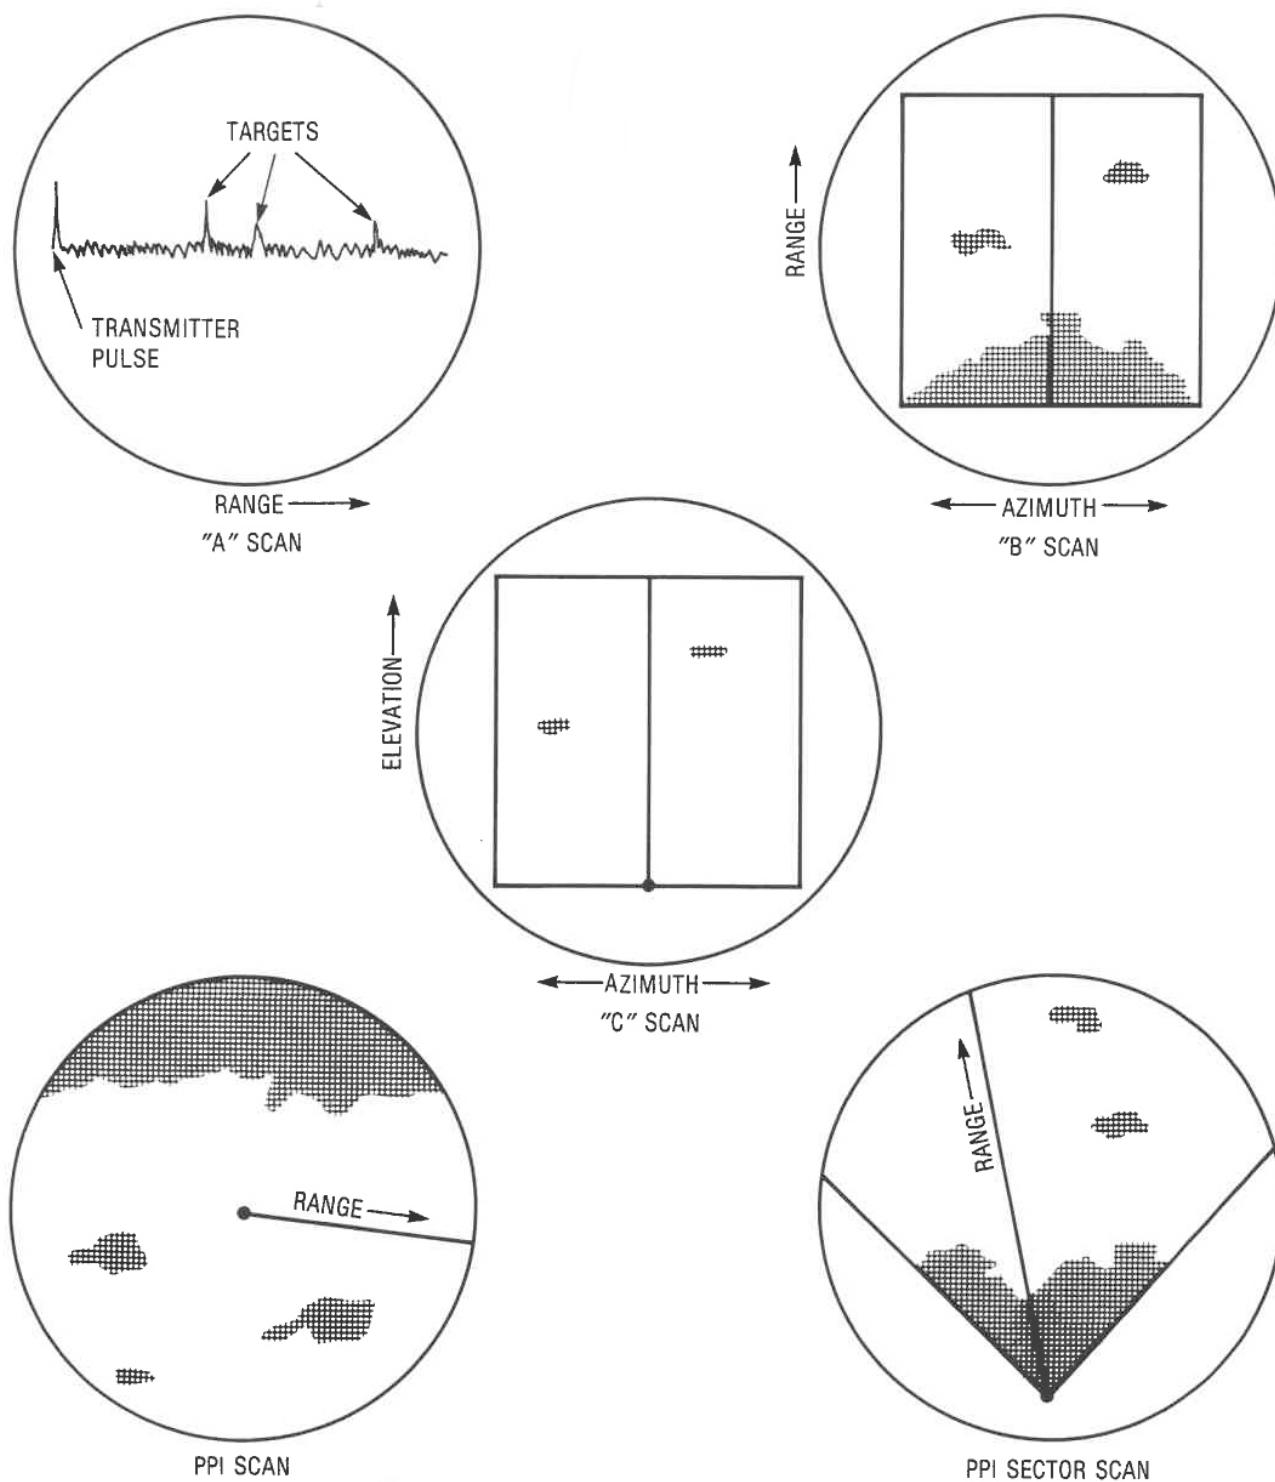 TARGETS
TRANSMITTER
PULSE
RANGE
"A" SCAN
RANGE
AZIMUTH
"B" SCAN
ELEVATION
AZIMUTH
"C" SCAN
RANGE
PPI SCAN
RANGE
PPI SECTOR SCAN